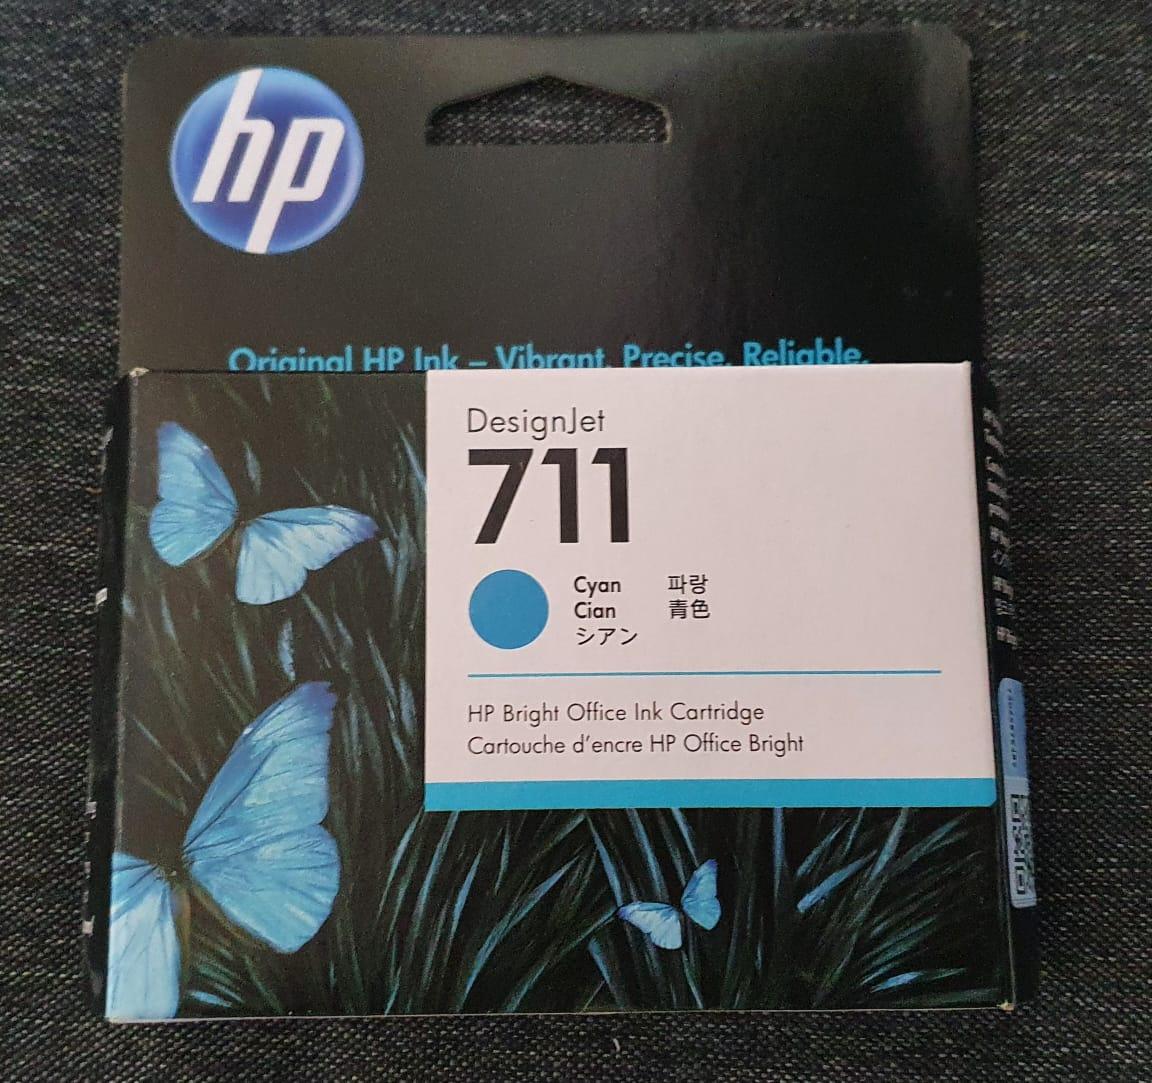 hp
Original HP Ink – Vibrant. Precise. Reliable.
DesignJet
711
Cyan 파랑
Cian 青色
シアン
HP Bright Office Ink Cartridge
Cartouche d'encre HP Office Bright